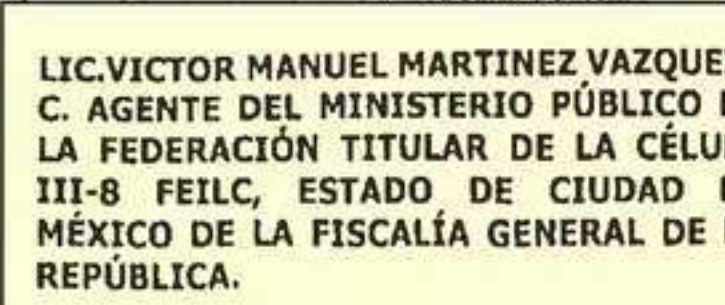 LIC.VICTOR MANUEL MARTINEZ VAZQUE
C. AGENTE DEL MINISTERIO PÚBLICO
LA FEDERACIÓN TITULAR DE LA CÉLU
III-8 FEILC, ESTADO DE CIUDAD
MÉXICO DE LA FISCALÍA GENERAL DE
REPÚBLICA.